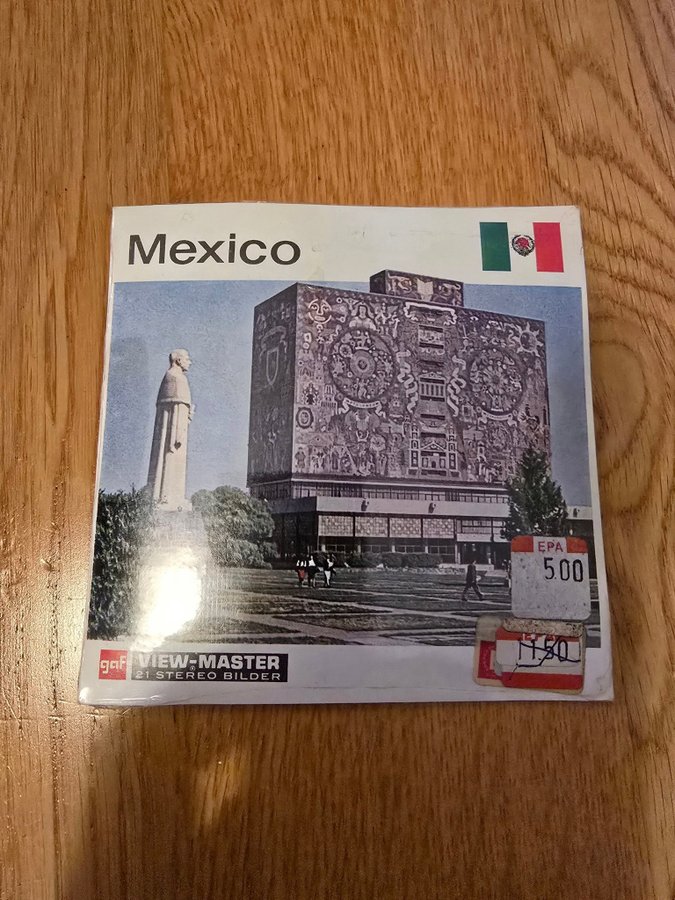 Mexico
EPA
5.00
11.50
gaf VIEW-MASTER
21 STEREO BILDER